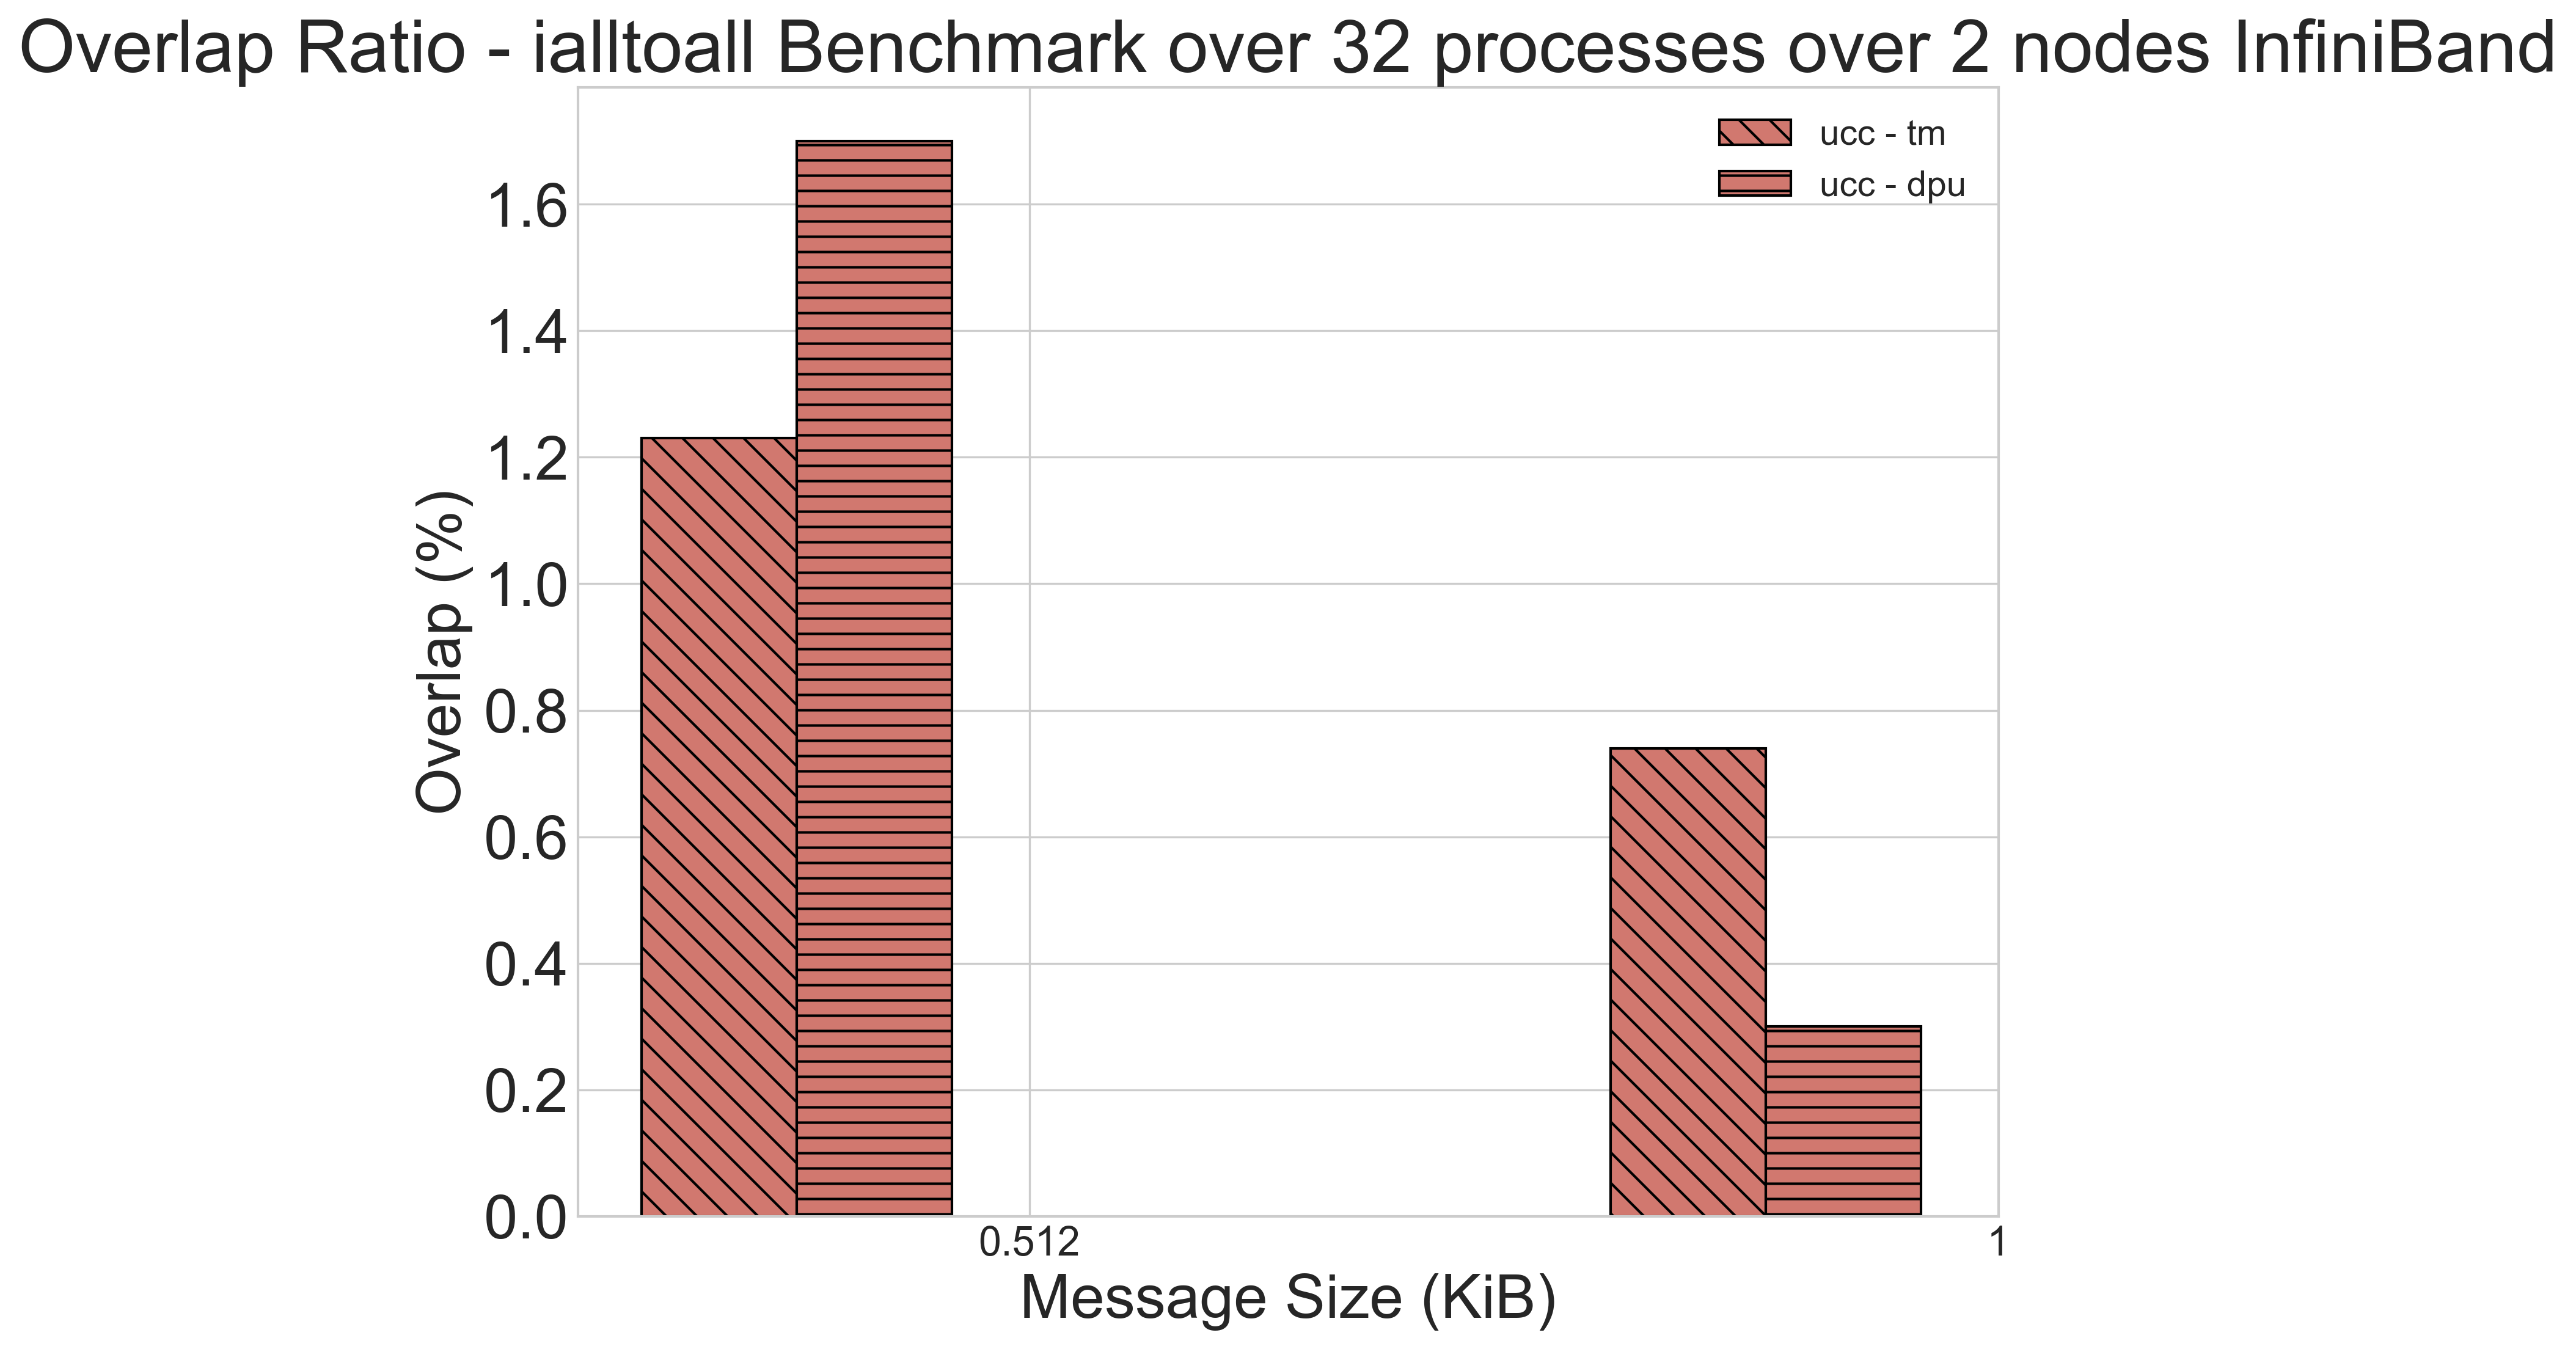 Overlap Ratio - ialltoall Benchmark over 32 processes over 2 nodes InfiniBand
ucc - tm
ucc - dpu
Overlap (%)
1.6
1.4
1.2
1.0
0.8
0.6
0.4
0.2
0.0
0.512
1
Message Size (KiB)